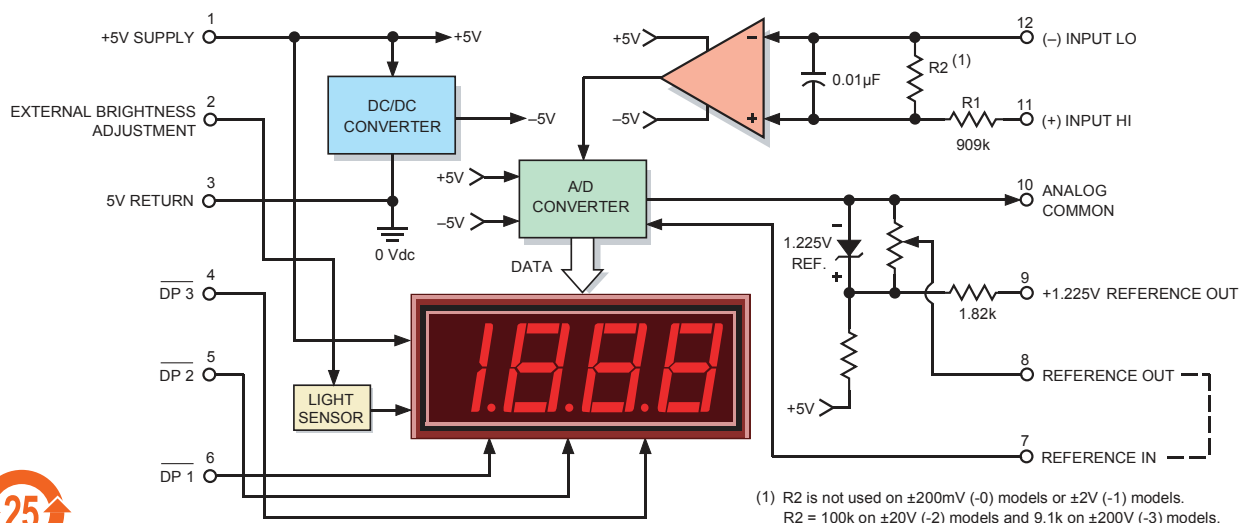 1
+5V SUPPLY
+5V
2
EXTERNAL BRIGHTNESS
ADJUSTMENT
DC/DC
CONVERTER
–5V
3
5V RETURN
0 Vdc
4
DP 3
5
DP 2
6
DP 1
LIGHT
SENSOR
+5V
–5V
–
+
0.01µF
R2 (1)
R1
909k
12
(–) INPUT LO
11
(+) INPUT HI
+5V
–5V
A/D
CONVERTER
DATA
1.8.8.8
10
ANALOG
COMMON
–
1.225V
REF.
+
1.82k
9
+1.225V REFERENCE OUT
8
REFERENCE OUT
+5V
7
REFERENCE IN
25
(1) R2 is not used on ±200mV (-0) models or ±2V (-1) models.
R2 = 100k on ±20V (-2) models and 9.1k on ±200V (-3) models.